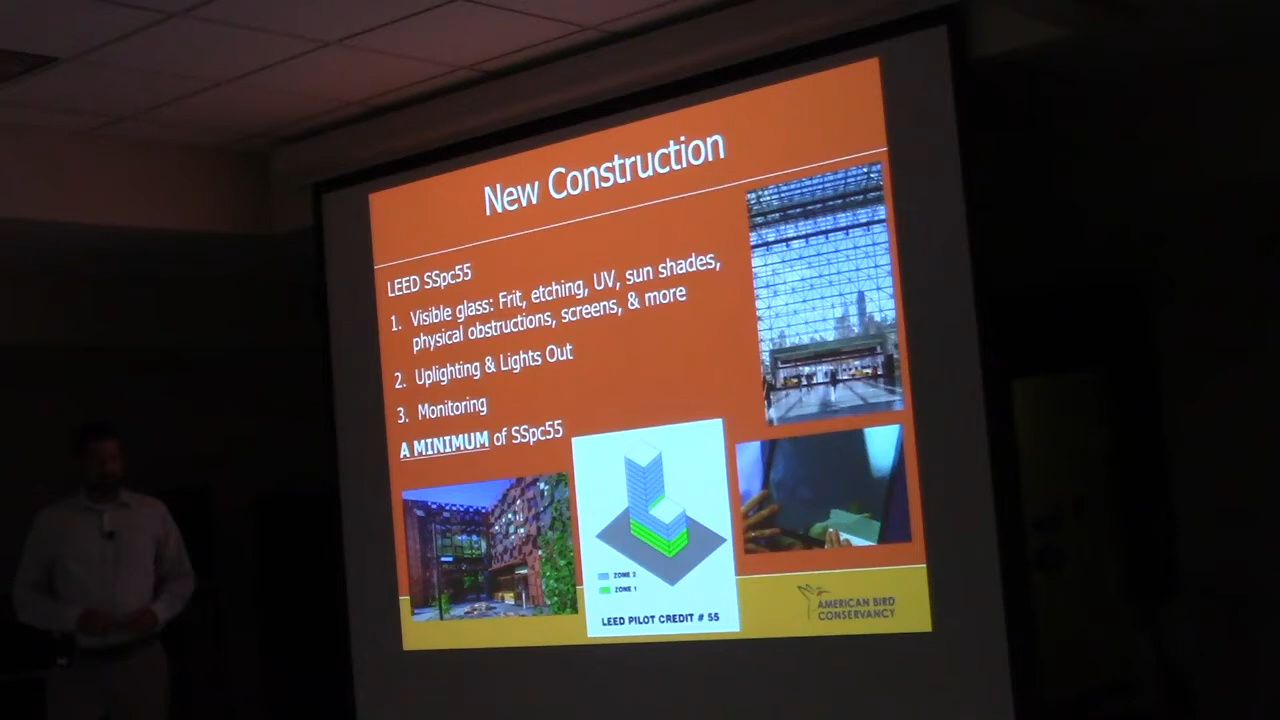 New Construction
LEED SSpc55
1. Visible glass: Frit, etching, UV, sun shades,
physical obstructions, screens, & more
2. Uplighting & Lights Out
3. Monitoring
A MINIMUM of SSpc55
ZONE 2
ZONE 1
LEED PILOT CREDIT # 55
AMERICAN BIRD
CONSERVANCY